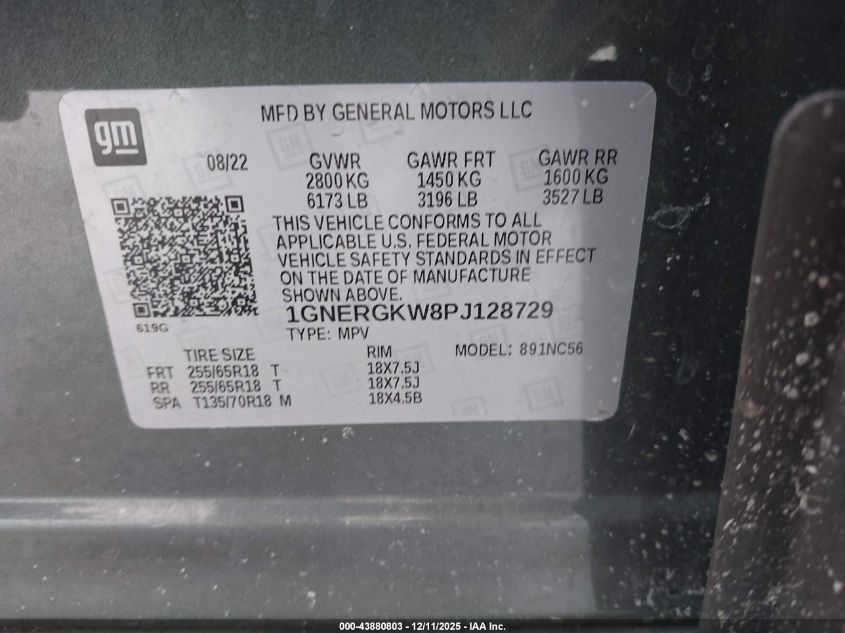 gm
MFD BY GENERAL MOTORS LLC
08/22 GVWR GAWR FRT GAWR RR
2800 KG 1450 KG 1600 KG
6173 LB 3196 LB 3527 LB
THIS VEHICLE CONFORMS TO ALL
APPLICABLE U.S. FEDERAL MOTOR
VEHICLE SAFETY STANDARDS IN EFFECT
ON THE DATE OF MANUFACTURE
SHOWN ABOVE.
619G
1GNERGKW8PJ128729
TYPE: MPV
TIRE SIZE RIM MODEL: 891NC56
FRT 255/65R18 T 18X7.5J
RR 255/65R18 T 18X7.5J
SPA T135/70R18 M 18X4.5B
000-43880803 - 12/11/2025 - IAA Inc.